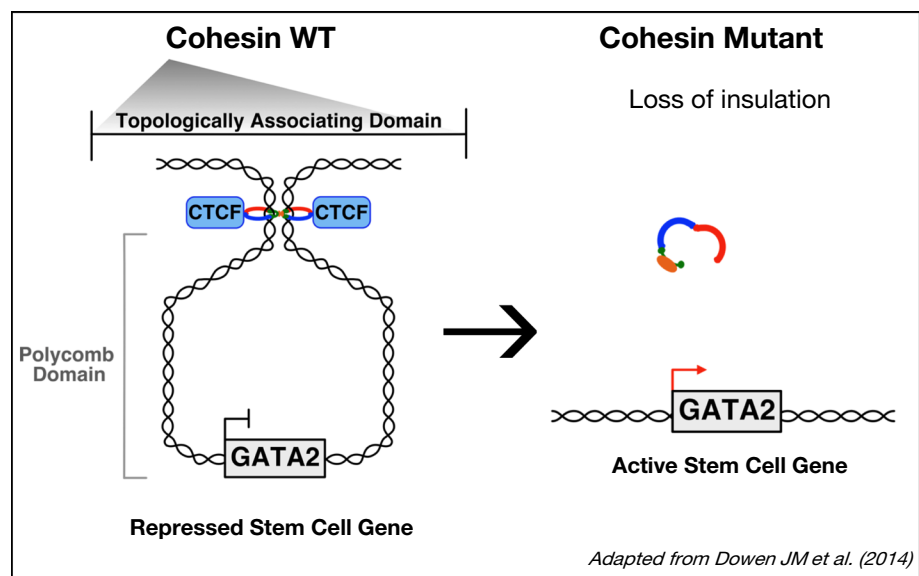 Cohesin WT
Cohesin Mutant
Loss of insulation
Topologically Associating Domain
CTCF
CTCF
Polycomb
Domain
GATA2
GATA2
Active Stem Cell Gene
Repressed Stem Cell Gene
Adapted from Dowen JM et al. (2014)